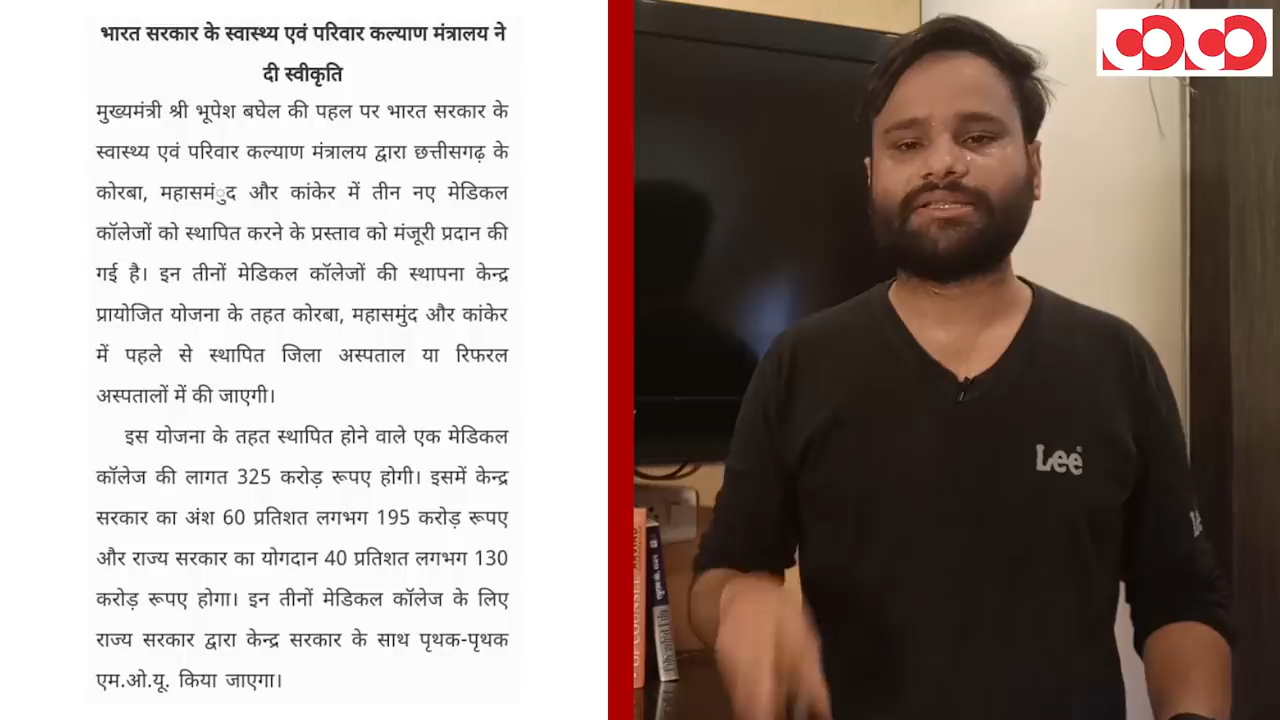 भारत सरकार के स्वास्थ्य एवं परिवार कल्याण मंत्रालय ने
दी स्वीकृति
मुख्यमंत्री श्री भूपेश बघेल की पहल पर भारत सरकार के
स्वास्थ्य एवं परिवार कल्याण मंत्रालय द्वारा छत्तीसगढ़ के
कोरबा, महासमंुद और कांकेर में तीन नए मेडिकल
कॉलेजों को स्थापित करने के प्रस्ताव को मंजूरी प्रदान की
गई है। इन तीनों मेडिकल कॉलेजों की स्थापना केन्द्र
प्रायोजित योजना के तहत कोरबा, महासमुंद और कांकेर
में पहले से स्थापित जिला अस्पताल या रिफरल
अस्पतालों में की जाएगी।
इस योजना के तहत स्थापित होने वाले एक मेडिकल
कॉलेज की लागत 325 करोड़ रूपए होगी। इसमें केन्द्र
सरकार का अंश 60 प्रतिशत लगभग 195 करोड़ रूपए
और राज्य सरकार का योगदान 40 प्रतिशत लगभग 130
करोड़ रूपए होगा। इन तीनों मेडिकल कॉलेज के लिए
राज्य सरकार द्वारा केन्द्र सरकार के साथ पृथक-पृथक
एम.ओ.यू. किया जाएगा।
Lee
OF COUNSEL